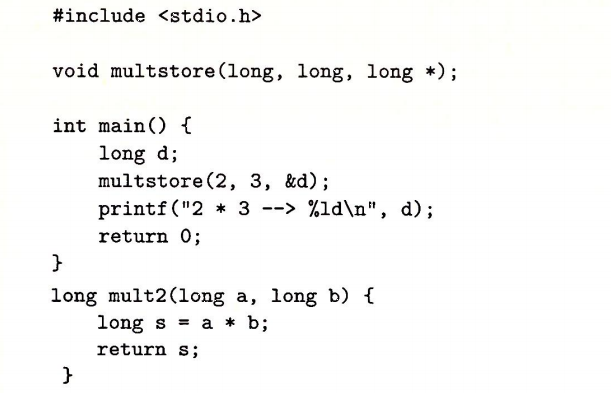 #include <stdio.h>

void multstore(long, long, long *);

int main() {
    long d;
    multstore(2, 3, &d);
    printf("2 * 3 --> %ld\n", d);
    return 0;
}
long mult2(long a, long b) {
    long s = a * b;
    return s;
}